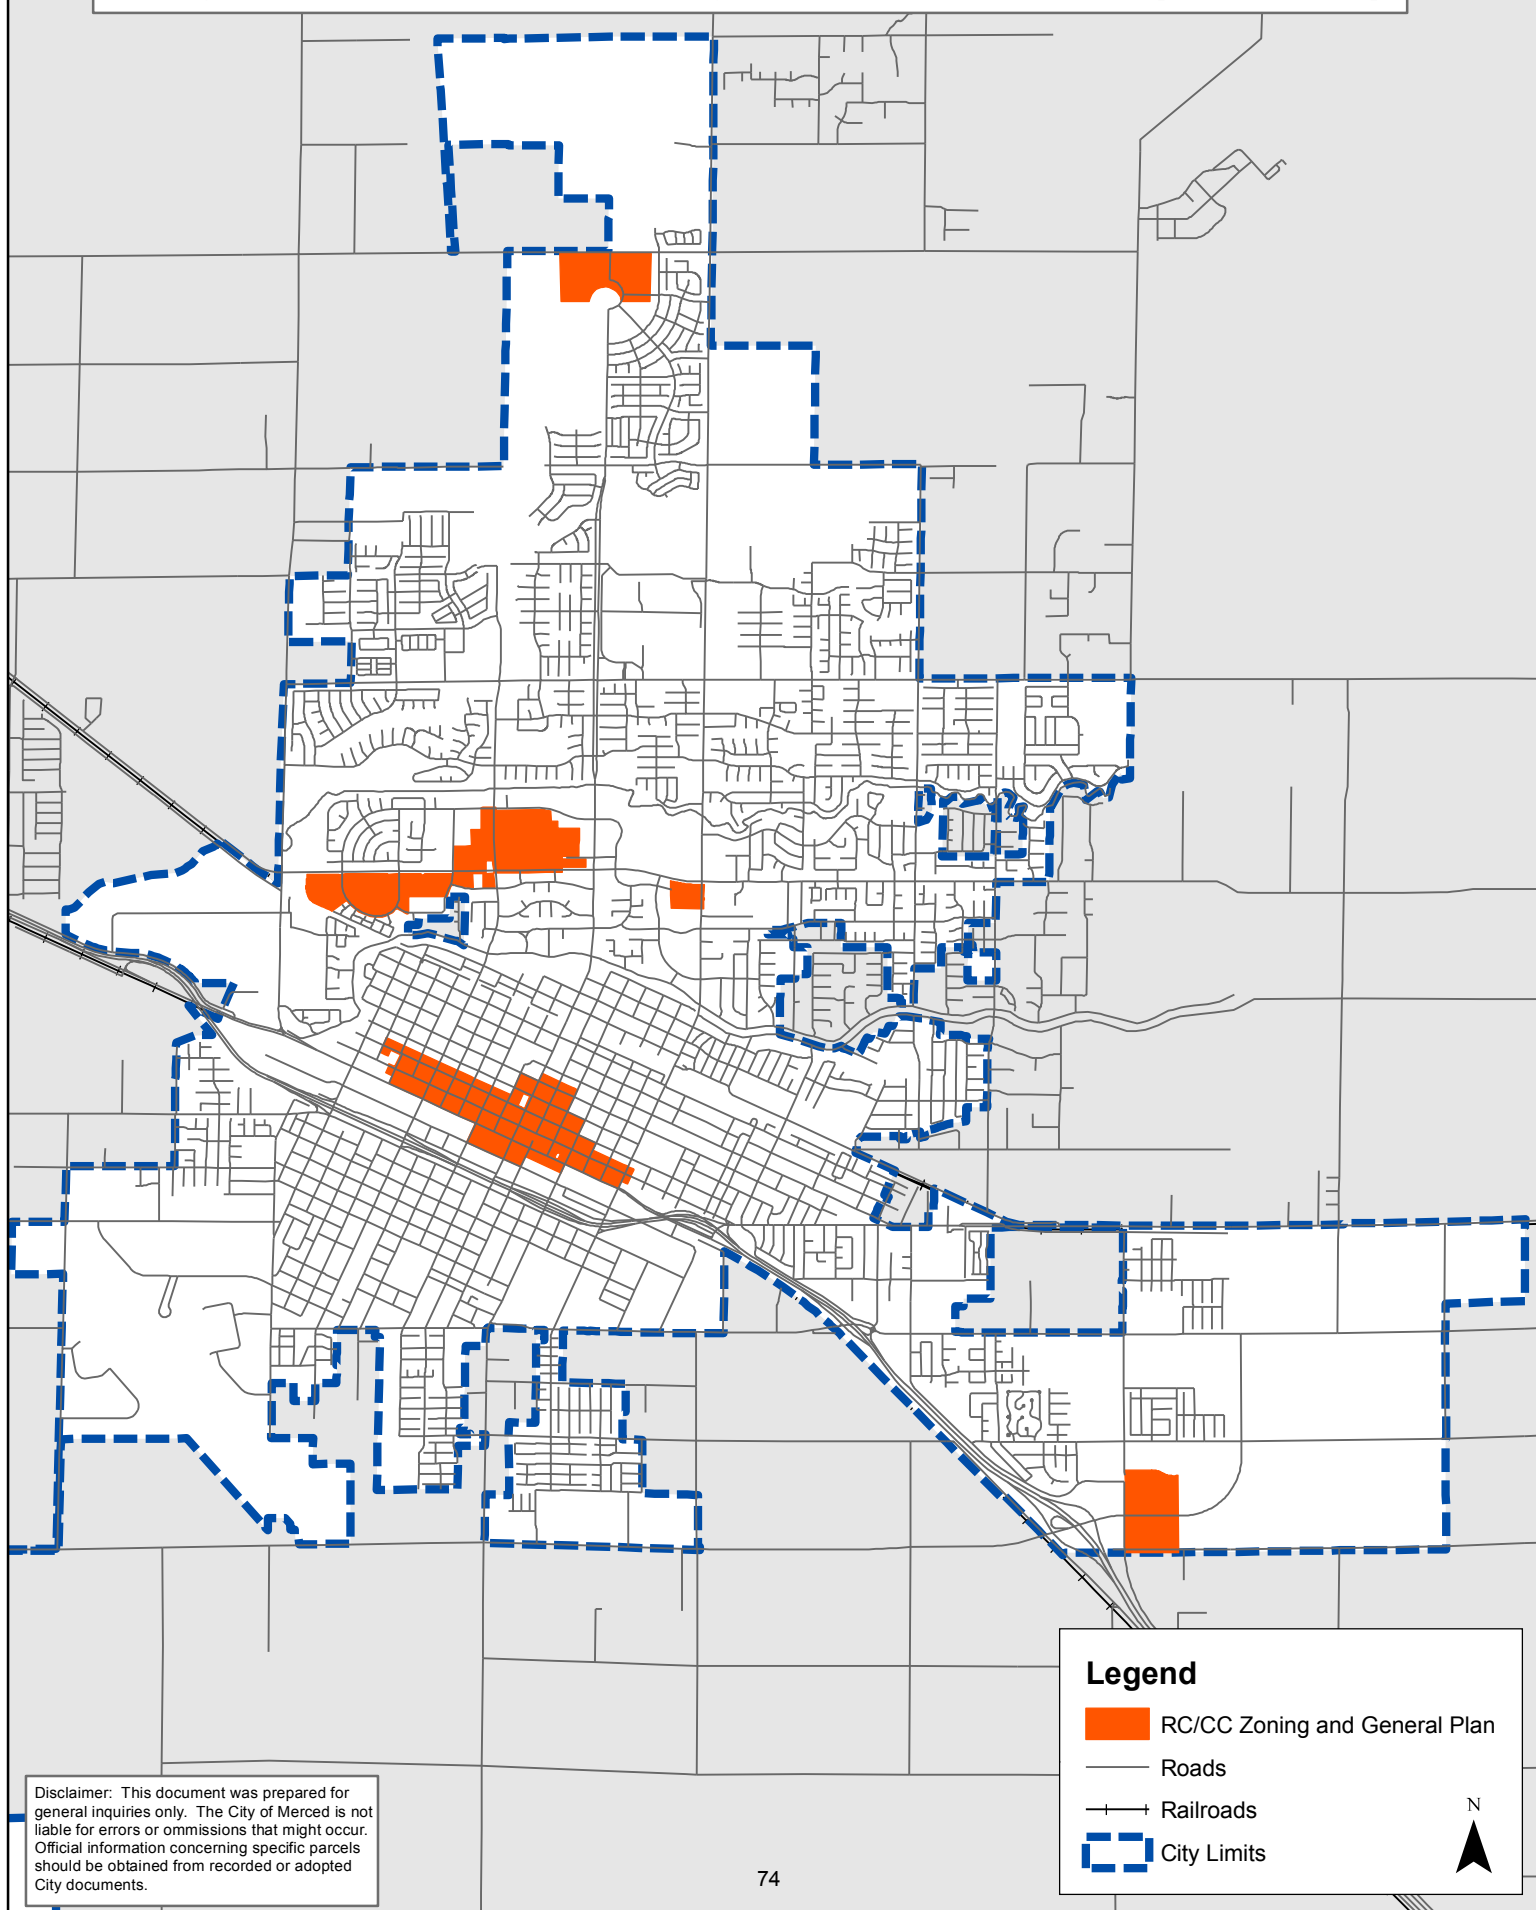 Legend
RC/CC Zoning and General Plan
Roads
Railroads
City Limits
N
Disclaimer: This document was prepared for
general inquiries only. The City of Merced is not
liable for errors or ommissions that might occur.
Official information concerning specific parcels
should be obtained from recorded or adopted
City documents.
74